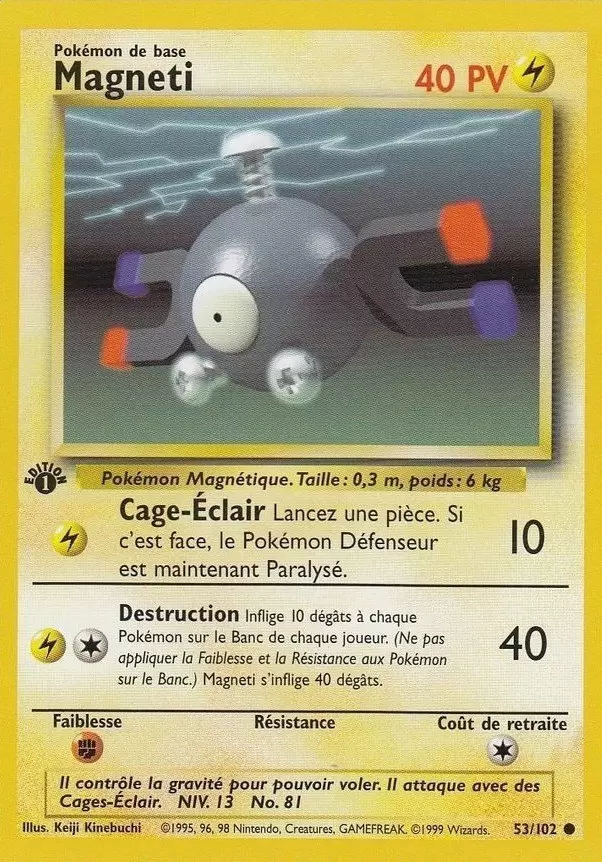 Pokémon de base
Magneti
40 PV
EDITION
1
Pokémon Magnétique. Taille : 0,3 m, poids : 6 kg
Cage-Éclair Lancez une pièce. Si
c'est face, le Pokémon Défenseur
est maintenant Paralysé.
10
Destruction Inflige 10 dégâts à chaque
Pokémon sur le Banc de chaque joueur. (Ne pas
appliquer la Faiblesse et la Résistance aux Pokémon
sur le Banc.) Magneti s'inflige 40 dégâts.
40
Faiblesse Résistance Coût de retraite
Il contrôle la gravité pour pouvoir voler. Il attaque avec des
Cages-Éclair. NIV. 13 No. 81
Illus. Keiji Kinebuchi ©1995, 96, 98 Nintendo, Creatures, GAMEFREAK. ©1999 Wizards. 53/102